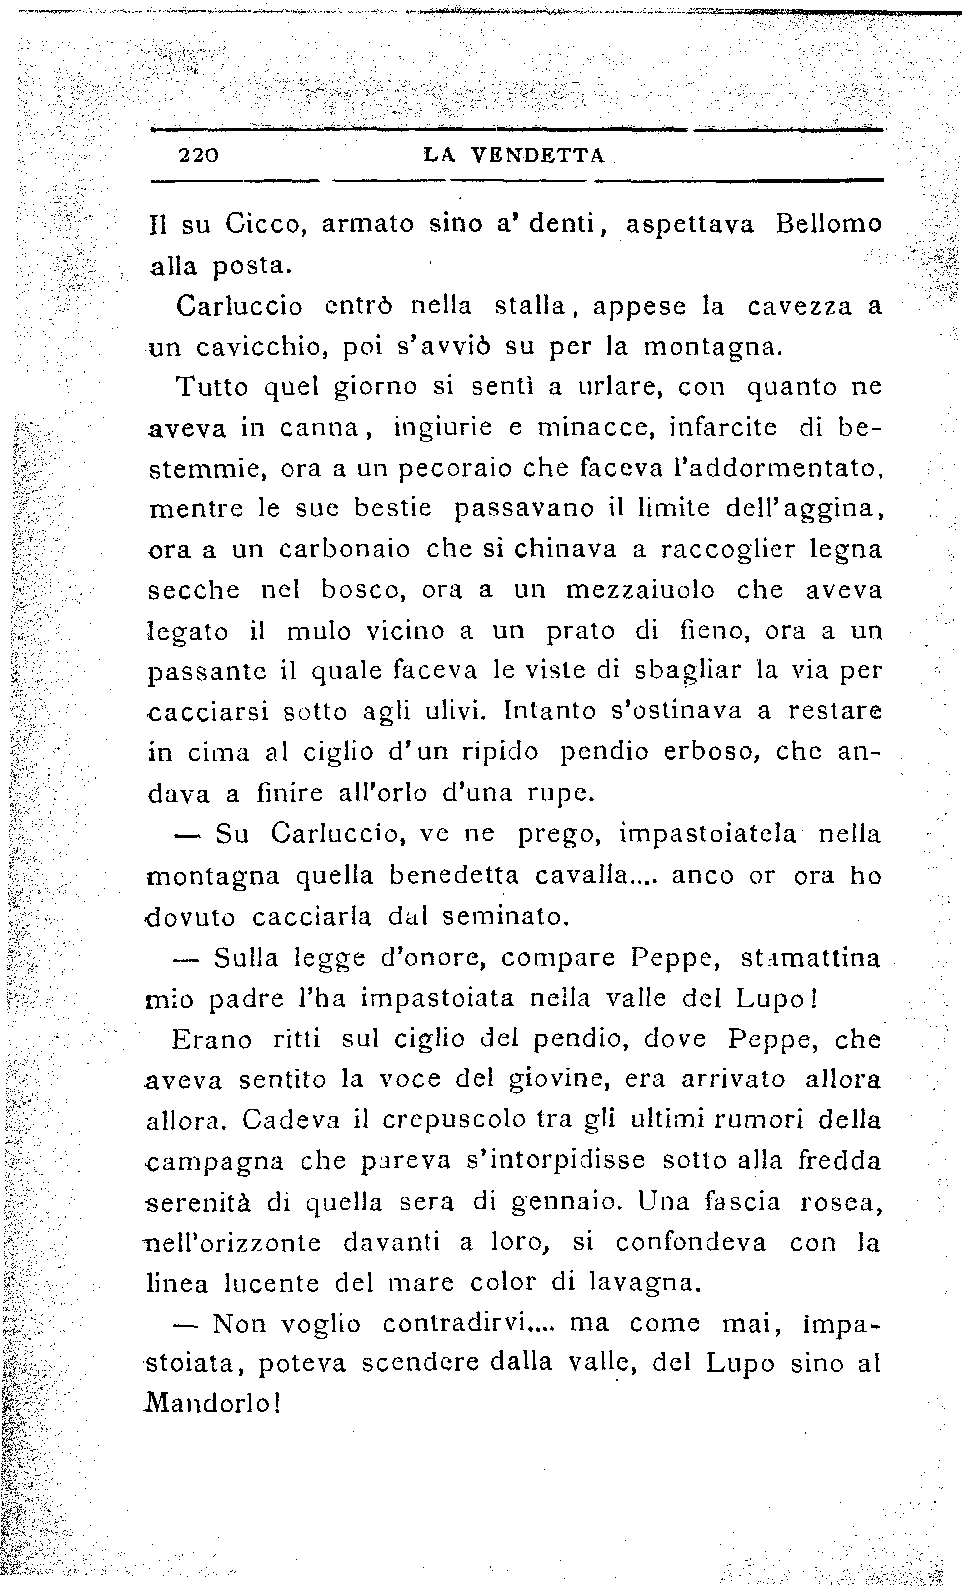 220 LA VENDETTA
Il su Cicco, armato sino a' denti, aspettava Bellomo
alla posta.
Carluccio entrò nella stalla, appese la cavezza a
un cavicchio, poi s'avviò su per la montagna.
Tutto quel giorno si sentì a urlare, con quanto ne
aveva in canna, ingiurie e minacce, infarcite di be-
stemmie, ora a un pecoraio che faceva l'addormentato,
mentre le sue bestie passavano il limite dell'aggina,
ora a un carbonaio che si chinava a raccoglier legna
secche nel bosco, ora a un mezzaiuolo che aveva
legato il mulo vicino a un prato di fieno, ora a un
passante il quale faceva le viste di sbagliar la via per
cacciarsi sotto agli ulivi. Intanto s'ostinava a restare
in cima al ciglio d'un ripido pendio erboso, che an-
dava a finire all'orlo d'una rupe.
— Su Carluccio, ve ne prego, impastoiatela nella
montagna quella benedetta cavalla.... anco or ora ho
dovuto cacciarla dal seminato.
— Sulla legge d'onore, compare Peppe, stamattina
mio padre l'ha impastoiata nella valle del Lupo!
Erano ritti sul ciglio del pendio, dove Peppe, che
aveva sentito la voce del giovine, era arrivato allora
allora. Cadeva il crepuscolo tra gli ultimi rumori della
campagna che pareva s'intorpidisse sotto alla fredda
serenità di quella sera di gennaio. Una fascia rosea,
nell'orizzonte davanti a loro, si confondeva con la
linea lucente del mare color di lavagna.
— Non voglio contradirvi.... ma come mai, impa-
stoiata, poteva scendere dalla valle, del Lupo sino al
Mandorlo!